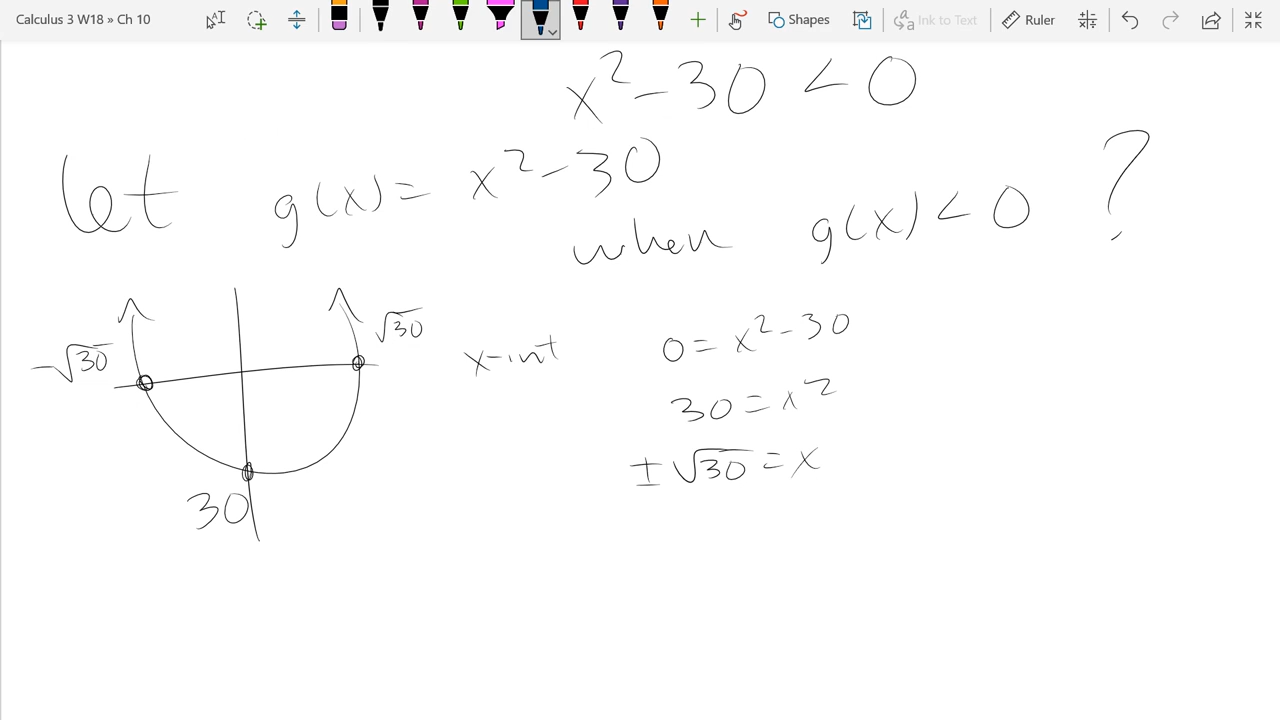 Calculus 3 W18 » Ch 10
Shapes
Ink to Text
Ruler
x² - 30 < 0
let g(x) = x² - 30
when g(x) < 0 ?
-√30
√30
30
x-int
0 = x² - 30
30 = x²
± √30 = x